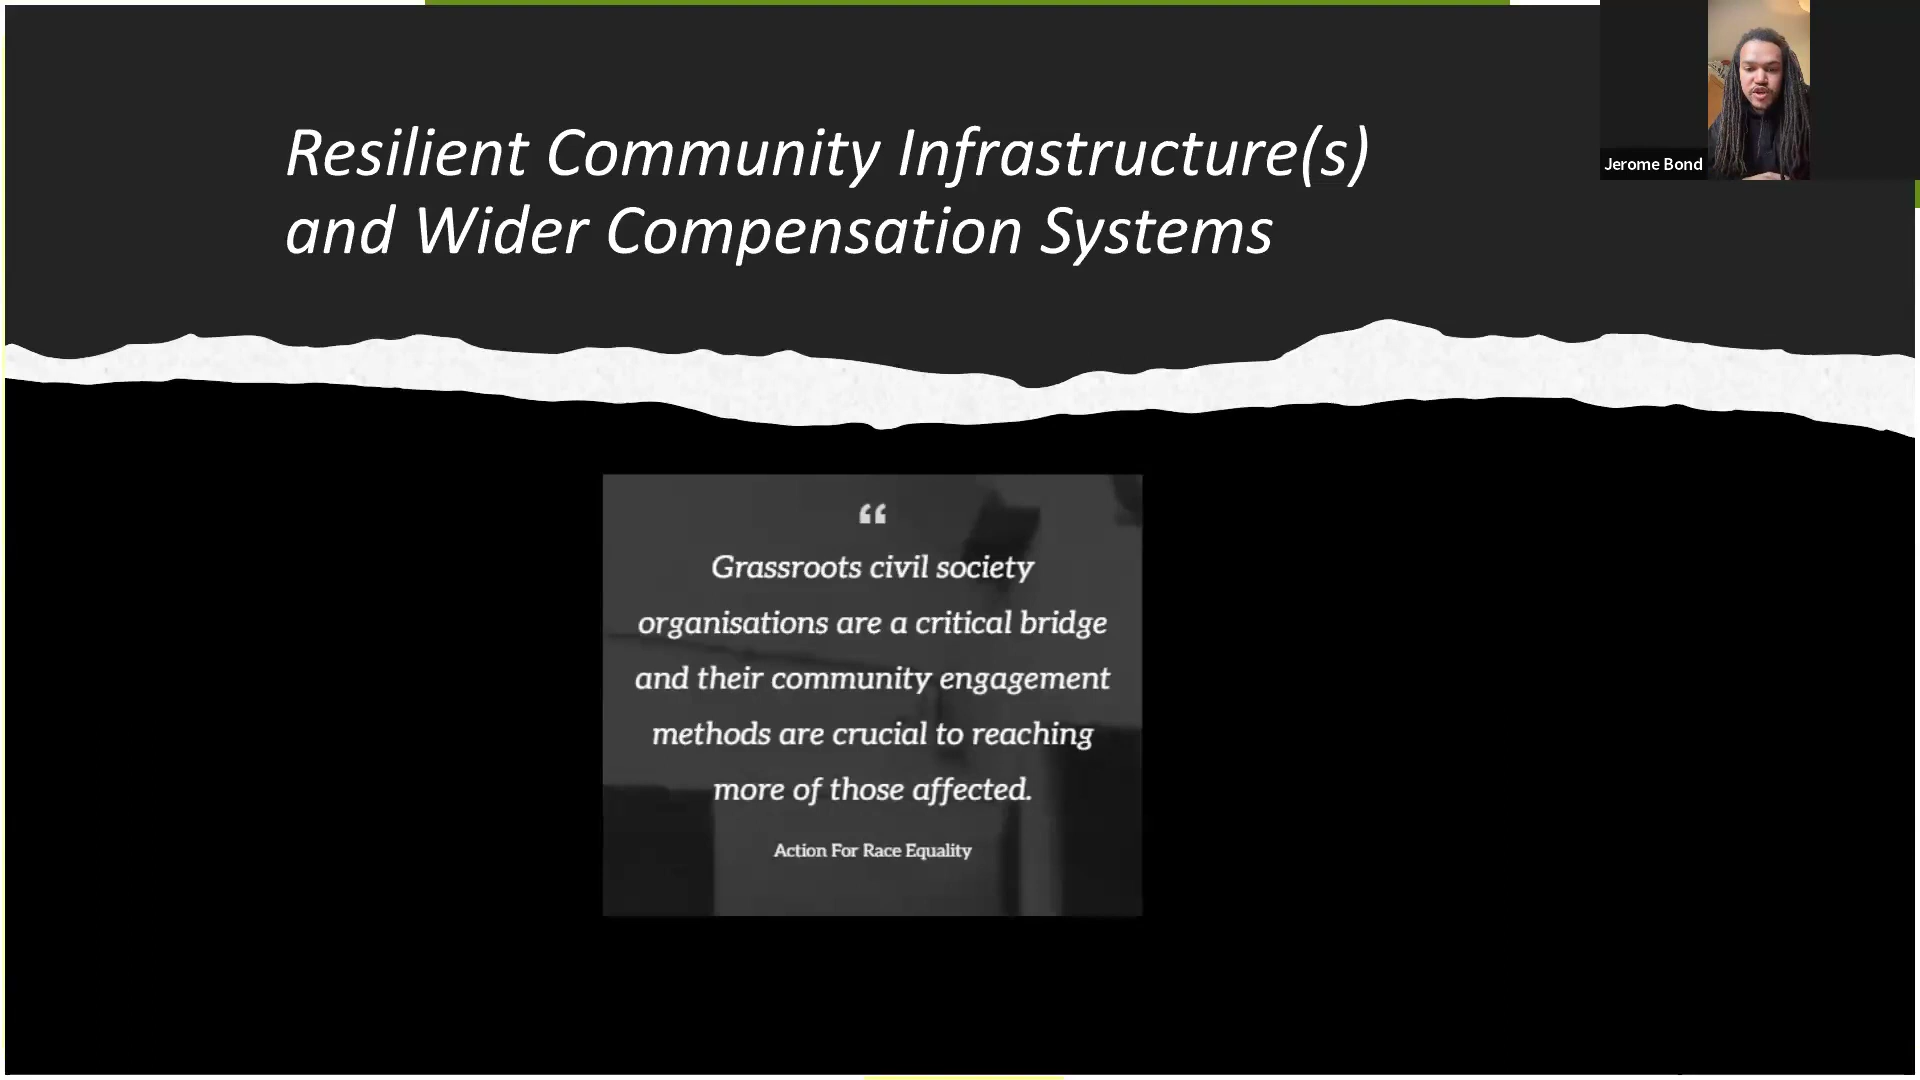 Resilient Community Infrastructure(s)
and Wider Compensation Systems
Jerome Bond
“
Grassroots civil society
organisations are a critical bridge
and their community engagement
methods are crucial to reaching
more of those affected.
Action For Race Equality